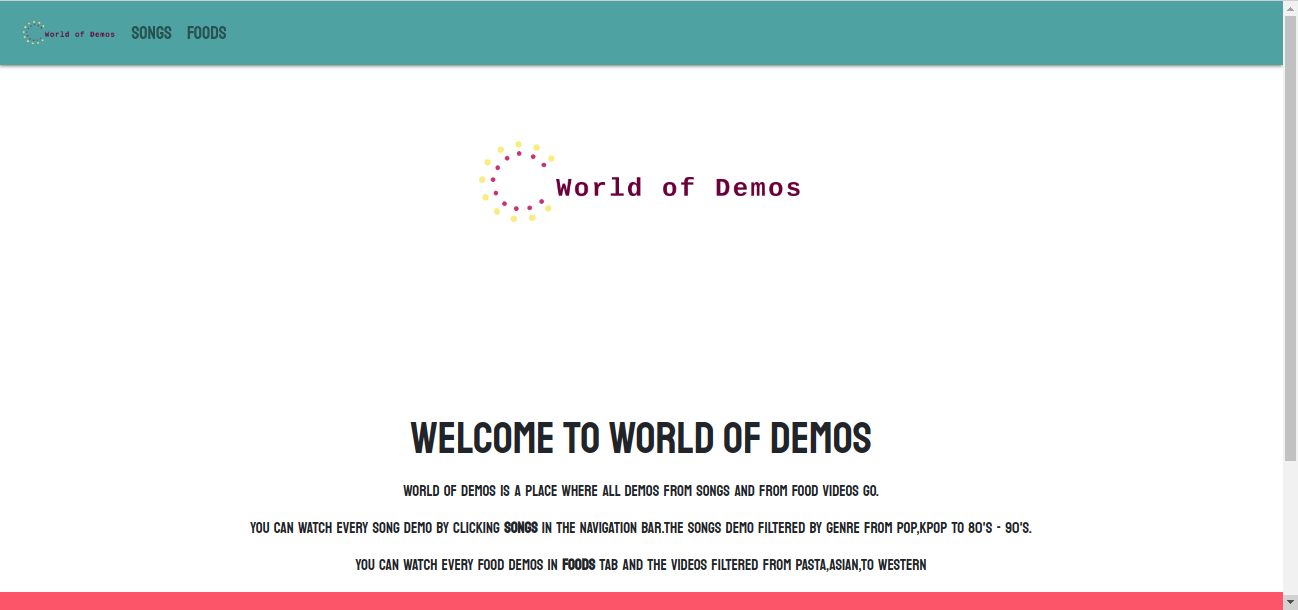 World of Demos SONGS FOODS
World of Demos
WELCOME TO WORLD OF DEMOS
WORLD OF DEMOS IS A PLACE WHERE ALL DEMOS FROM SONGS AND FROM FOOD VIDEOS GO.
YOU CAN WATCH EVERY SONG DEMO BY CLICKING SONGS IN THE NAVIGATION BAR.THE SONGS DEMO FILTERED BY GENRE FROM POP,KPOP TO 80'S - 90'S.
YOU CAN WATCH EVERY FOOD DEMOS IN FOODS TAB AND THE VIDEOS FILTERED FROM PASTA,ASIAN,TO WESTERN